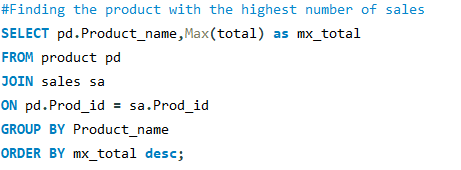 #Finding the product with the highest number of sales
SELECT pd.Product_name,Max(total) as mx_total
FROM product pd
JOIN sales sa
ON pd.Prod_id = sa.Prod_id
GROUP BY Product_name
ORDER BY mx_total desc;